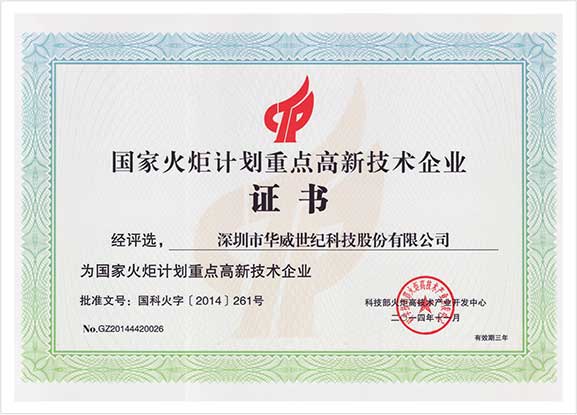 CTP
国家火炬计划重点高新技术企业
证 书
经评选， 深圳市华威世纪科技股份有限公司
为国家火炬计划重点高新技术企业
批准文号：国科火字〔2014〕261号
科技部火炬高技术产业开发中心
二〇一四年十一月
No.GZ20144420026
有效期三年